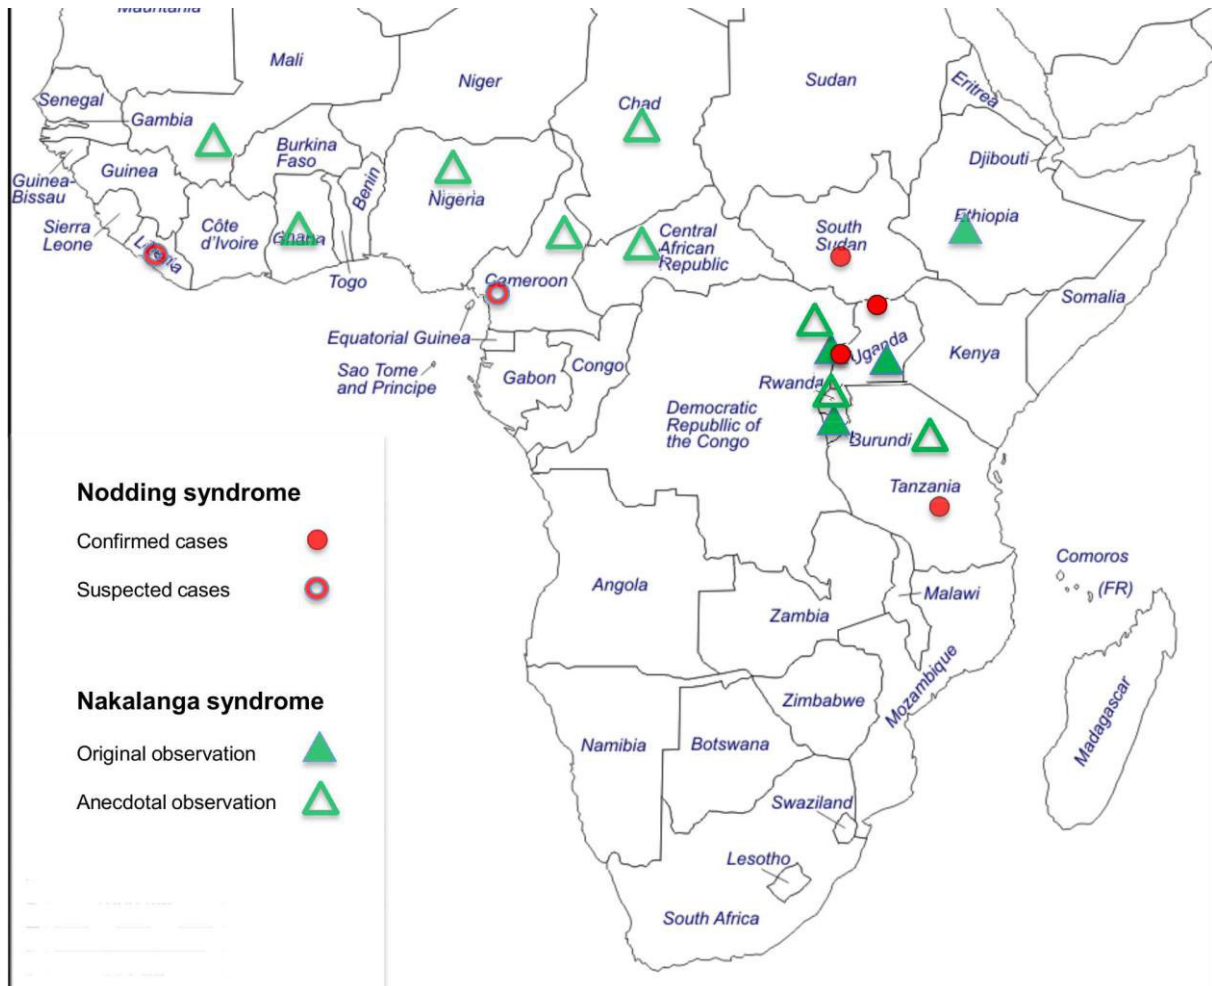 Mauritania
Mali
Niger
Sudan
Eritrea
Senegal
Gambia
Chad
Burkina
Faso
Djibouti
Guinea
Guinea-
Bissau
Benin
Nigeria
Ethiopia
Sierra
Leone
Liberia
Côte
d'Ivoire
Ghana
Togo
Central
African
Republic
South
Sudan
Cameroon
Somalia
Equatorial Guinea
Sao Tome
and Principe
Gabon
Congo
Uganda
Kenya
Rwanda
Democratic
Republlic of
the Congo
Burundi
Tanzania
Nodding syndrome
Confirmed cases
Suspected cases
Angola
Zambia
Malawi
Comoros
(FR)
Mozambique
Madagascar
Nakalanga syndrome
Original observation
Anecdotal observation
Namibia
Botswana
Zimbabwe
Swaziland
Lesotho
South Africa